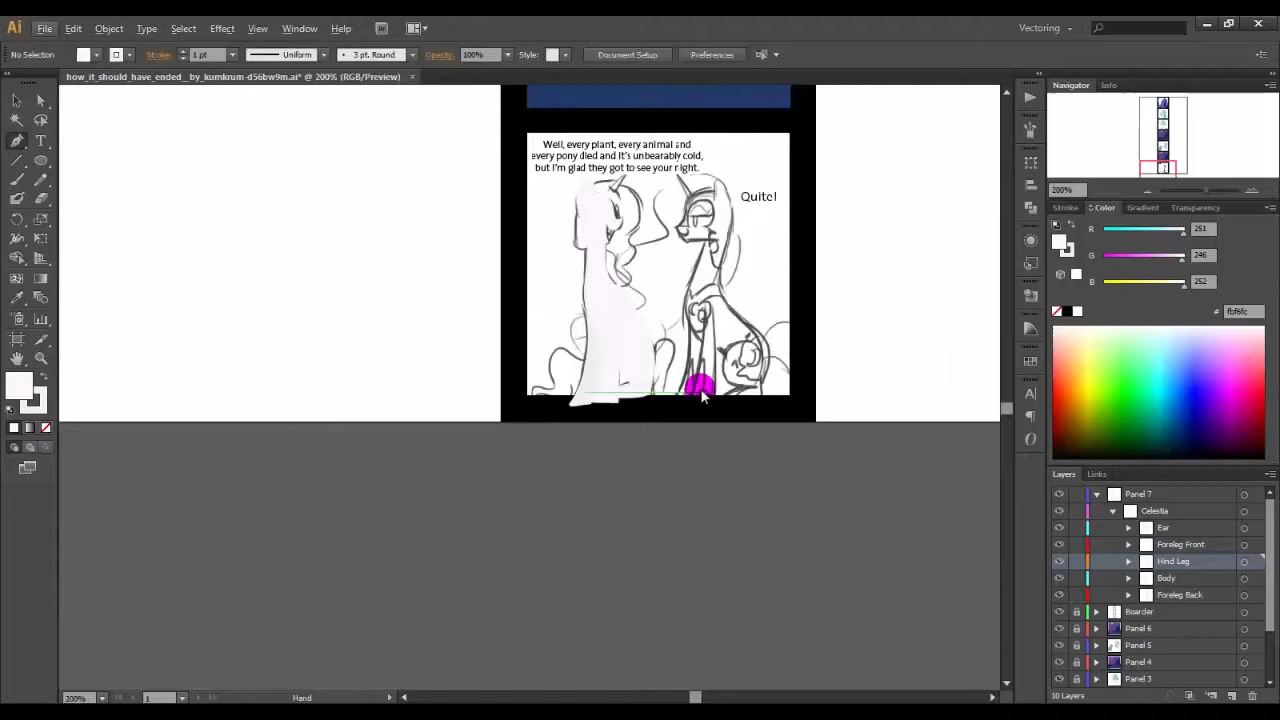 Ai File Edit Object Type Select Effect View Window Help Br Vectoring
No Selection Stroke: 1 pt Uniform 3 pt. Round Opacity: 100% Style: Document Setup Preferences
how_it_should_have_ended_by_kumkrum-d56bw9m.ai* @ 200% (RGB/Preview) ×
Navigator Info
Well, every plant, every animal and
every pony died and it's unbearably cold,
but I'm glad they got to see your night.
Quite!
200%
Stroke Color Gradient Transparency
R 251
G 246
B 252
# fbf6fc
Layers Links
Panel 7
Celestia
Ear
Foreleg Front
Hind Leg
Body
Foreleg Back
Boarder
Panel 6
Panel 5
Panel 4
Panel 3
10 Layers
200% 1 Hand